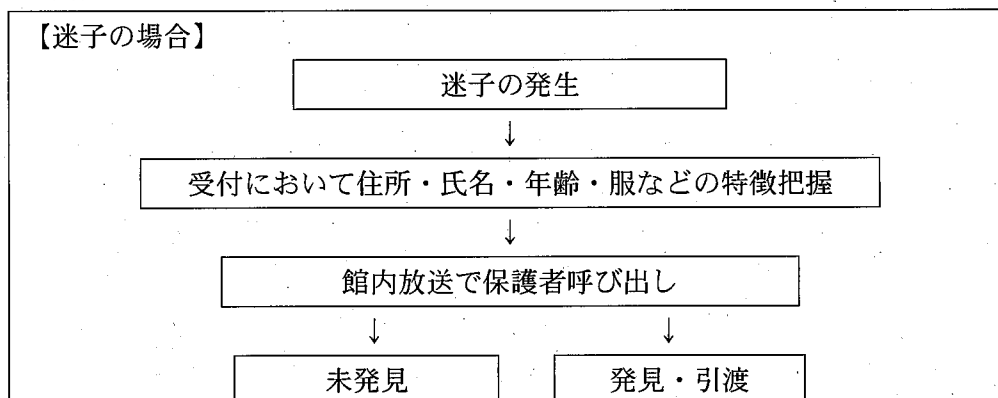 【迷子の場合】
迷子の発生
↓
受付において住所・氏名・年齢・服などの特徴把握
↓
館内放送で保護者呼び出し
↓ ↓
未発見 発見・引渡